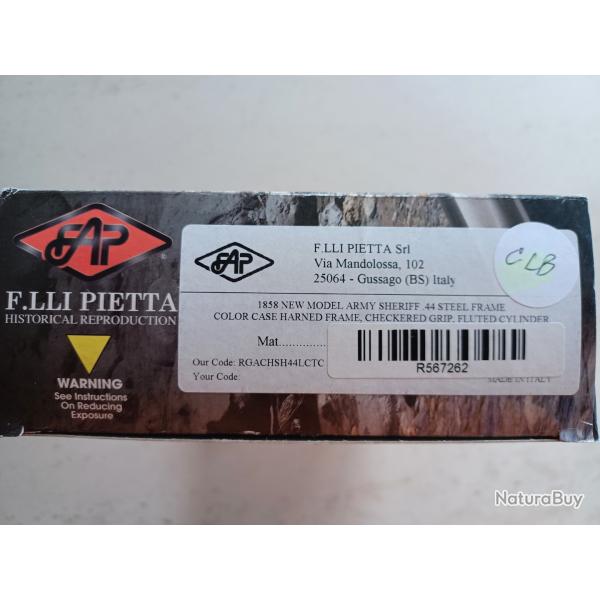 FAP
F.LLI PIETTA
HISTORICAL REPRODUCTION
WARNING
See Instructions
On Reducing
Exposure
FAP
F.LLI PIETTA Srl
Via Mandolossa, 102
25064 - Gussago (BS) Italy
CLB
1858 NEW MODEL ARMY SHERIFF .44 STEEL FRAME
COLOR CASE HARNED FRAME, CHECKERED GRIP, FLUTED CYLINDER
Mat..............
Our Code: RGACHSH44LCTC
Your Code:
R567262
MADE IN ITALY
NaturaBuy